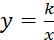 y = k/x